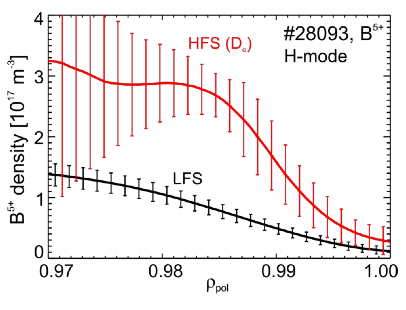 #28093, B⁵⁺
H-mode
HFS (Dα)
LFS
B⁵⁺ density [10¹⁷ m⁻³]
4
3
2
1
0
0.97 0.98 0.99 1.00
ρpol